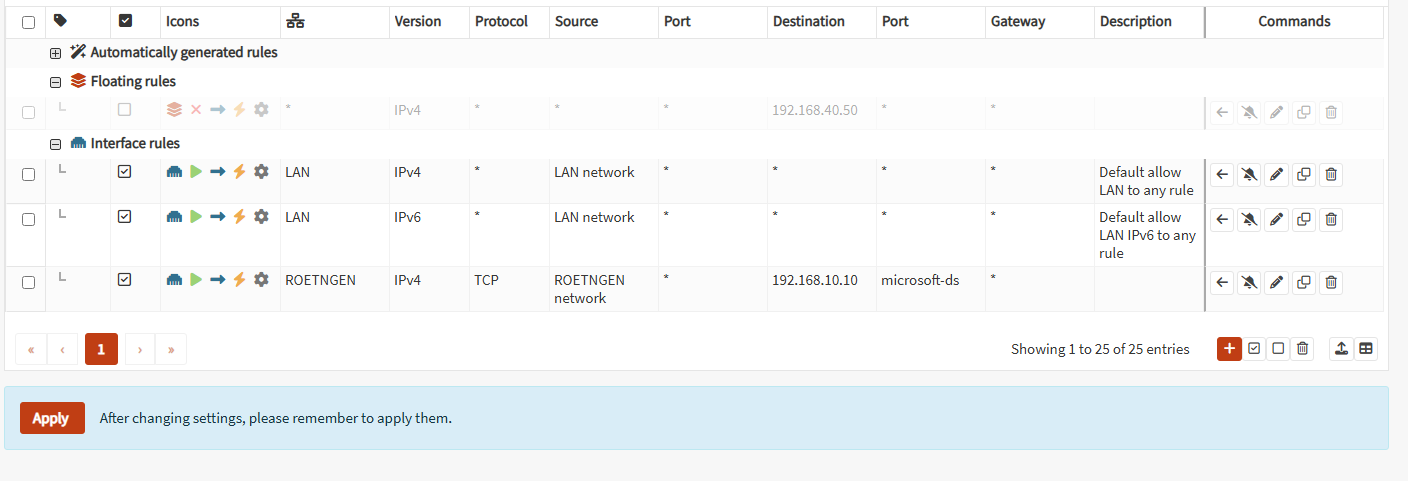 Icons Version Protocol Source Port Destination Port Gateway Description Commands
Automatically generated rules
Floating rules
* IPv4 * * * 192.168.40.50 * *
Interface rules
LAN IPv4 * LAN network * * * * Default allow
LAN to any rule
LAN IPv6 * LAN network * * * * Default allow
LAN IPv6 to any
rule
ROETNGEN IPv4 TCP ROETNGEN * 192.168.10.10 microsoft-ds *
network
« ‹ 1 › » Showing 1 to 25 of 25 entries
Apply After changing settings, please remember to apply them.